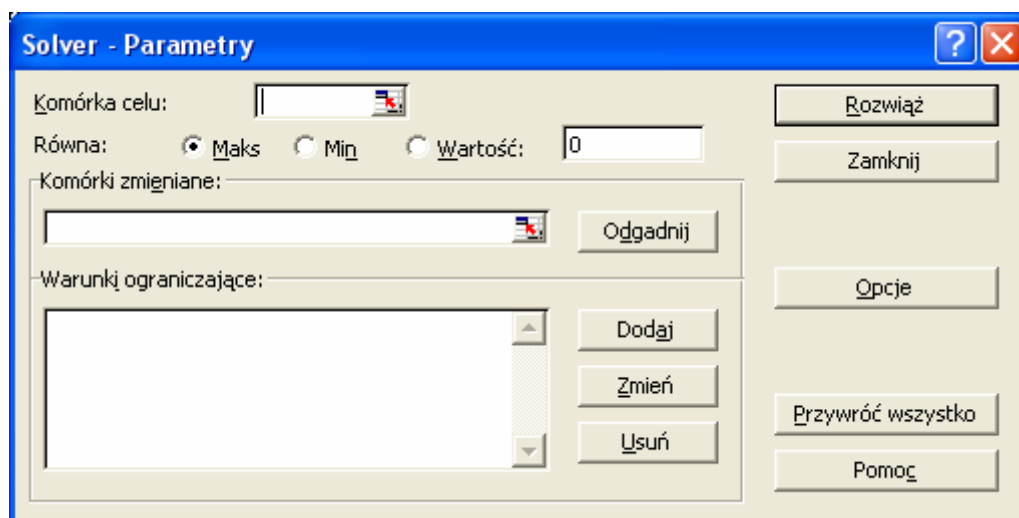 Solver - Parametry
Komórka celu:
Rozwiąż
Równa: Maks Min Wartość: 0
Zamknij
Komórki zmieniane:
Odgadnij
Warunki ograniczające:
Opcje
Dodaj
Zmień
Przywróć wszystko
Usuń
Pomoc